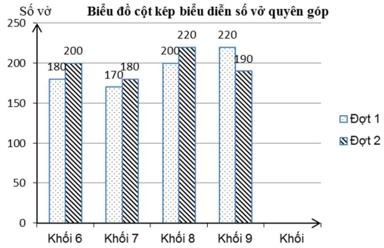 Số vở
Biểu đồ cột kép biểu diễn số vở quyên góp
250
200
150
100
50
0
180
200
170
180
200
220
220
190
Khối 6
Khối 7
Khối 8
Khối 9
Khối
Đợt 1
Đợt 2